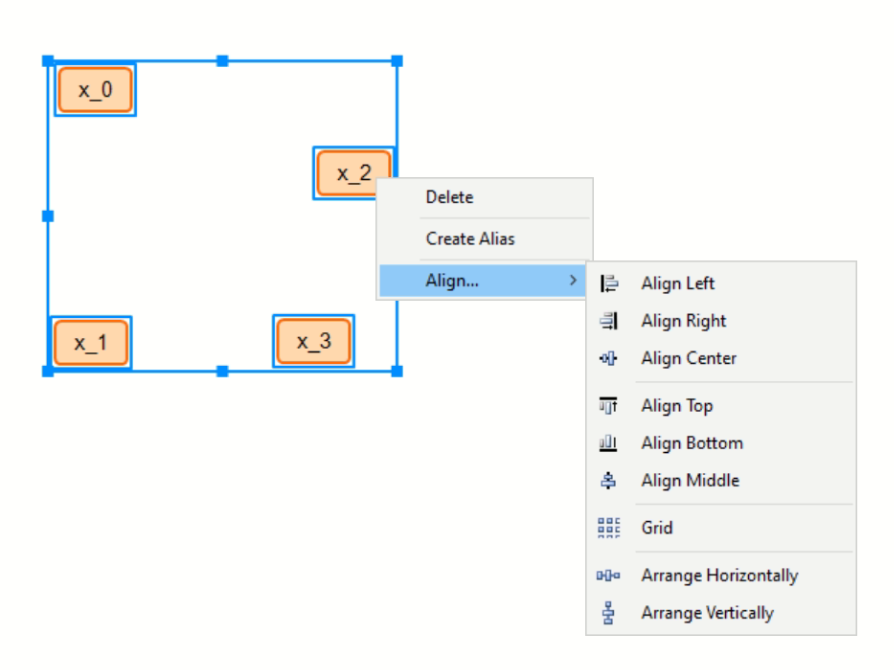 x_0
x_2
x_1
x_3
Delete
Create Alias
Align...
Align Left
Align Right
Align Center
Align Top
Align Bottom
Align Middle
Grid
Arrange Horizontally
Arrange Vertically